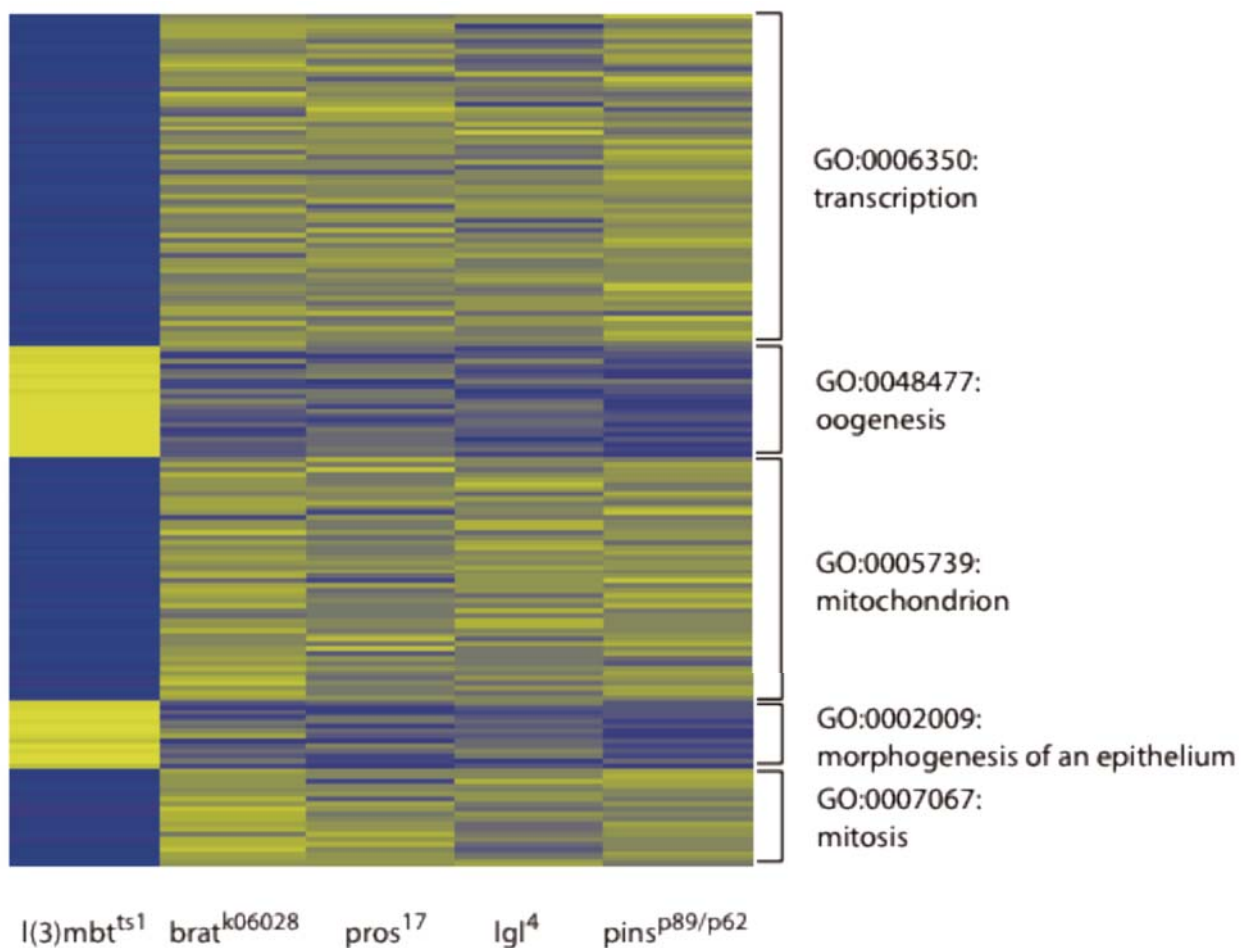 GO:0006350:
transcription
GO:0048477:
oogenesis
GO:0005739:
mitochondrion
GO:0002009:
morphogenesis of an epithelium
GO:0007067:
mitosis
l(3)mbt^ts1 brat^k06028 pros^17 lgl^4 pins^p89/p62